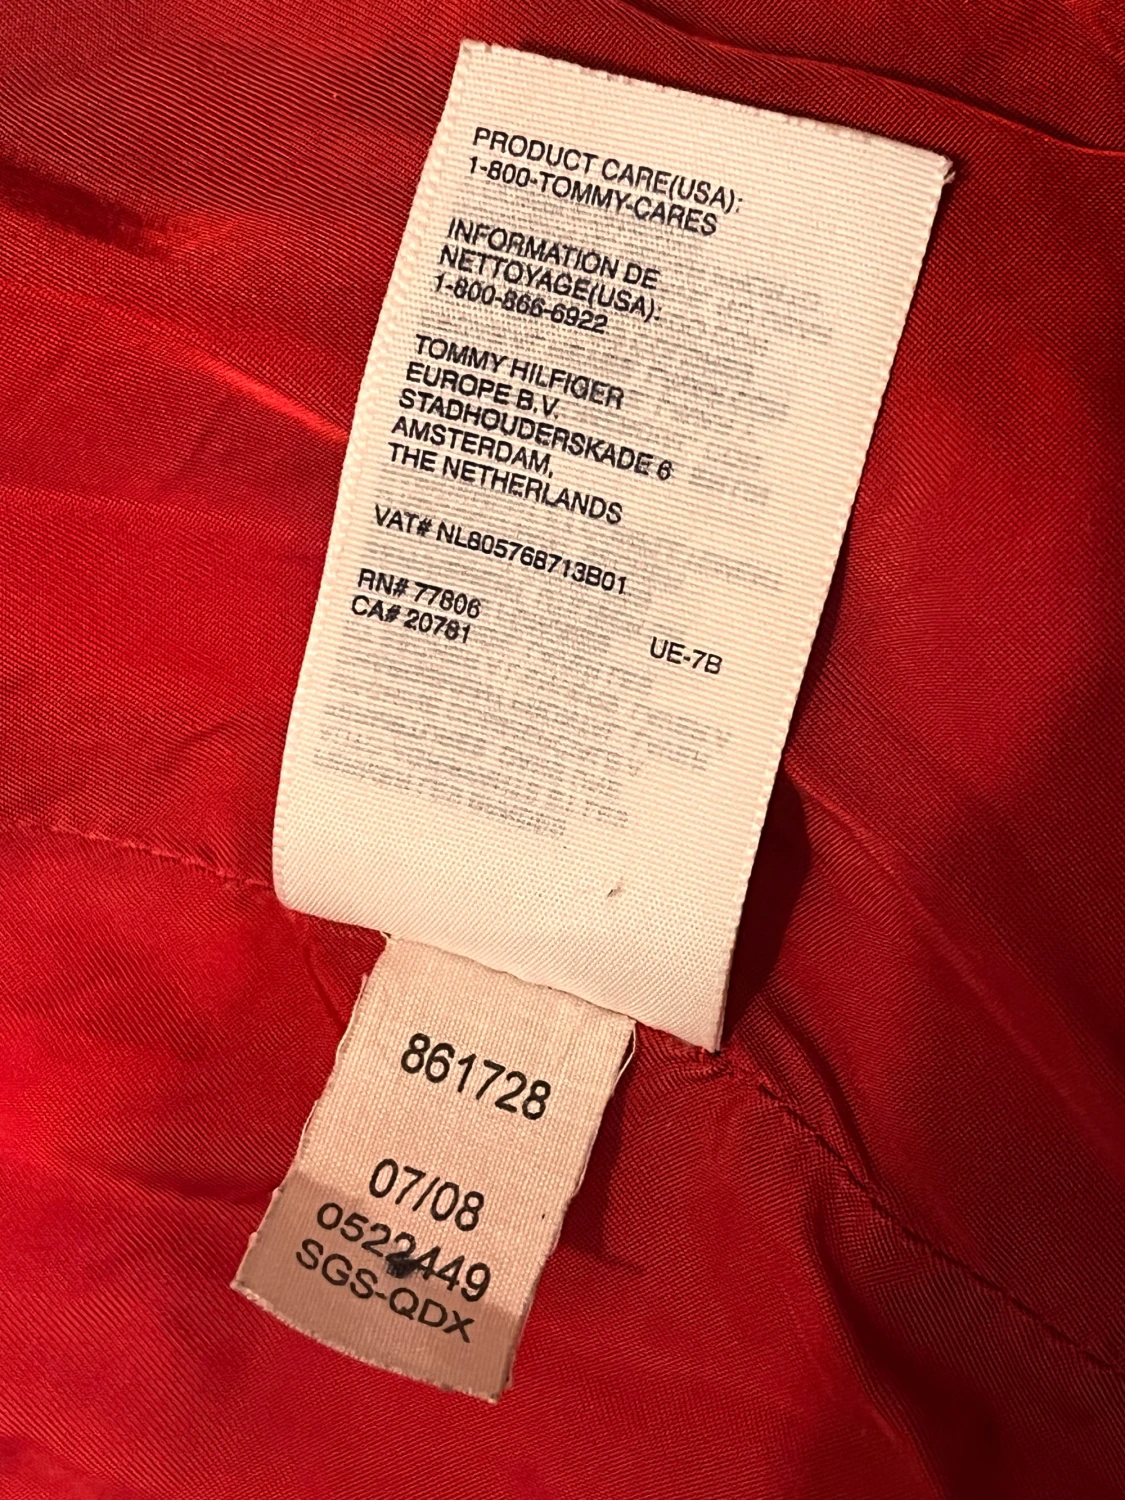 PRODUCT CARE(USA):
1-800-TOMMY-CARES
INFORMATION DE
NETTOYAGE(USA):
1-800-866-6922
TOMMY HILFIGER
EUROPE B.V.
STADHOUDERSKADE 6
AMSTERDAM,
THE NETHERLANDS
VAT# NL805768713B01
RN# 77806
CA# 20781
UE-7B
861728
07/08
0522449
SGS-QDX